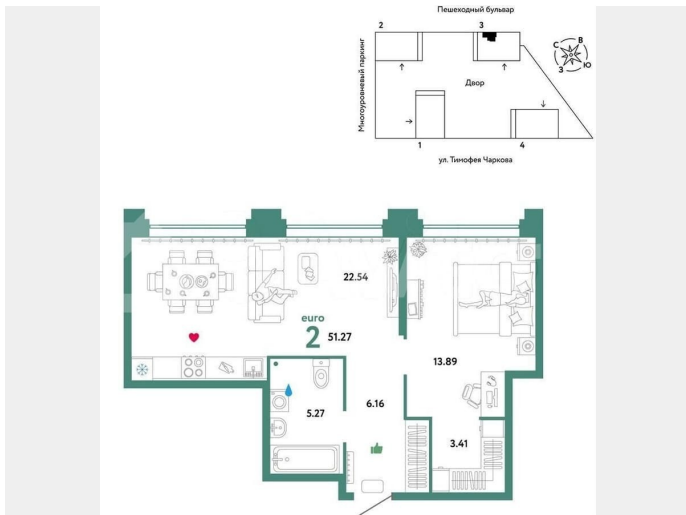 Пешеходный бульвар
2
3
С
В
З
Ю
Многоуровневый паркинг
Двор
1
4
ул. Тимофея Чаркова
22.54
euro
2
51.27
13.89
5.27
6.16
3.41